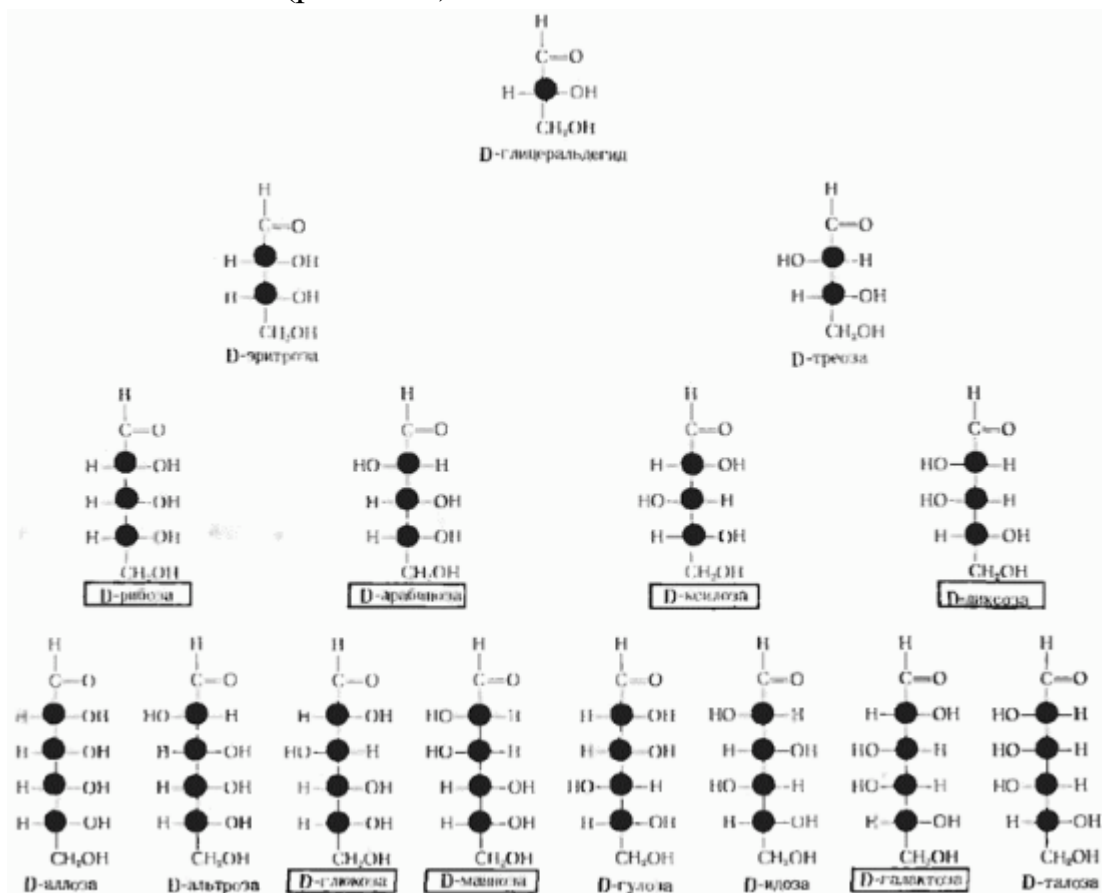 H
C=O
H—OH
CH₂OH
D-глицеральдегид
H H
C=O C=O
H—OH HO—H
H—OH H—OH
CH₂OH CH₂OH
D-эритроза D-треоза
H H H H
C=O C=O C=O C=O
H—OH HO—H H—OH HO—H
H—OH H—OH HO—H HO—H
H—OH H—OH H—OH H—OH
CH₂OH CH₂OH CH₂OH CH₂OH
D-рибоза D-арабиноза D-ксилоза D-ликсоза
H H H H H H H H
C=O C=O C=O C=O C=O C=O C=O C=O
H—OH HO—H H—OH HO—H H—OH HO—H H—OH HO—H
H—OH H—OH HO—H HO—H H—OH H—OH HO—H HO—H
H—OH H—OH H—OH H—OH HO—H HO—H HO—H HO—H
H—OH H—OH H—OH H—OH H—OH H—OH H—OH H—OH
CH₂OH CH₂OH CH₂OH CH₂OH CH₂OH CH₂OH CH₂OH CH₂OH
D-аллоза D-альтроза D-глюкоза D-манноза D-гулоза D-идоза D-галактоза D-талоза